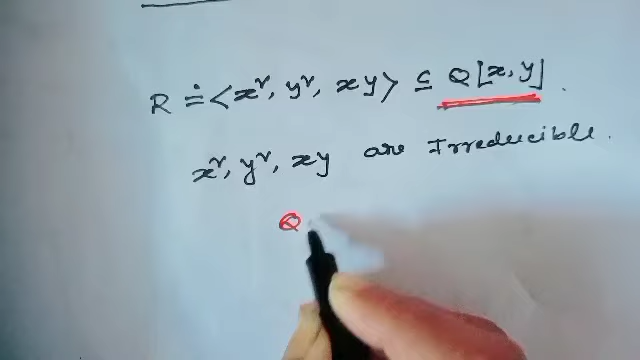 R ≐ <x², y², xy> ⊆ Q[x, y].
x², y², xy are Irreducible.
Q